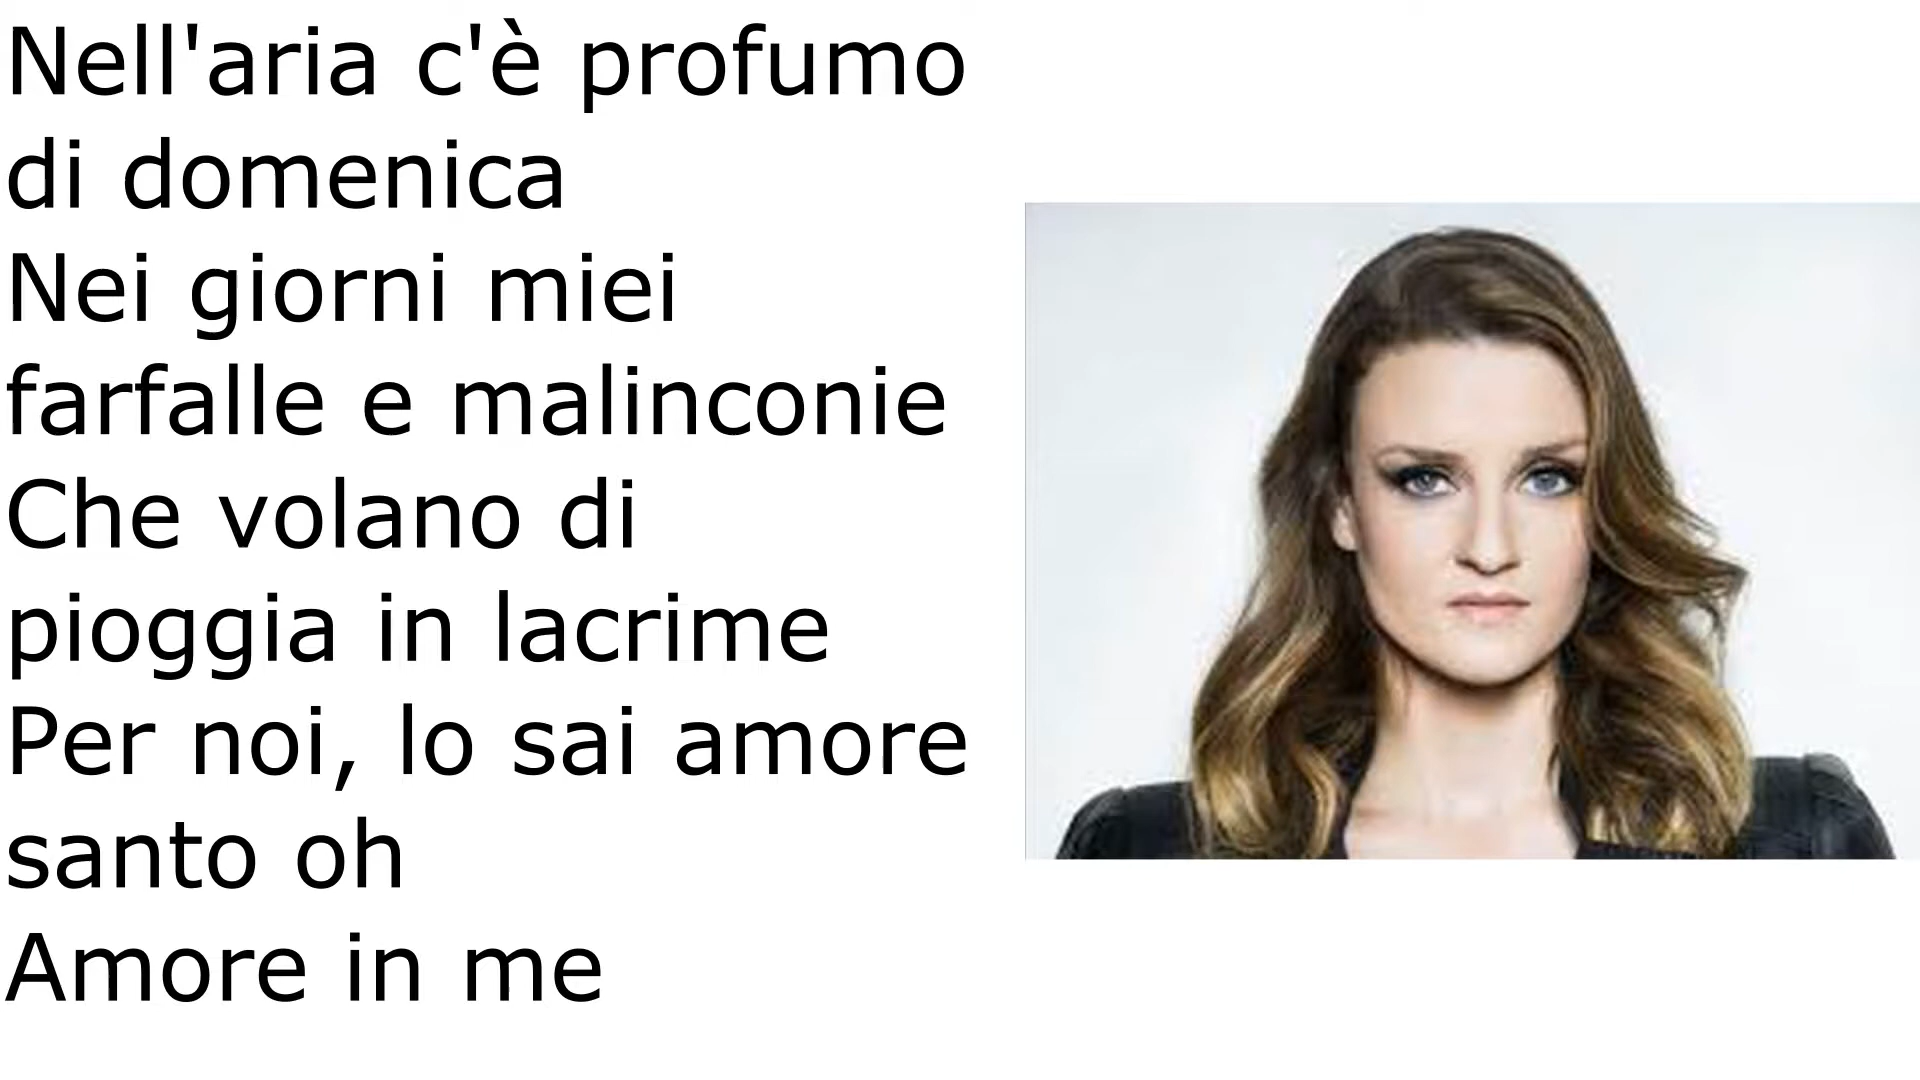 Nell'aria c'è profumo
di domenica
Nei giorni miei
farfalle e malinconie
Che volano di
pioggia in lacrime
Per noi, lo sai amore
santo oh
Amore in me